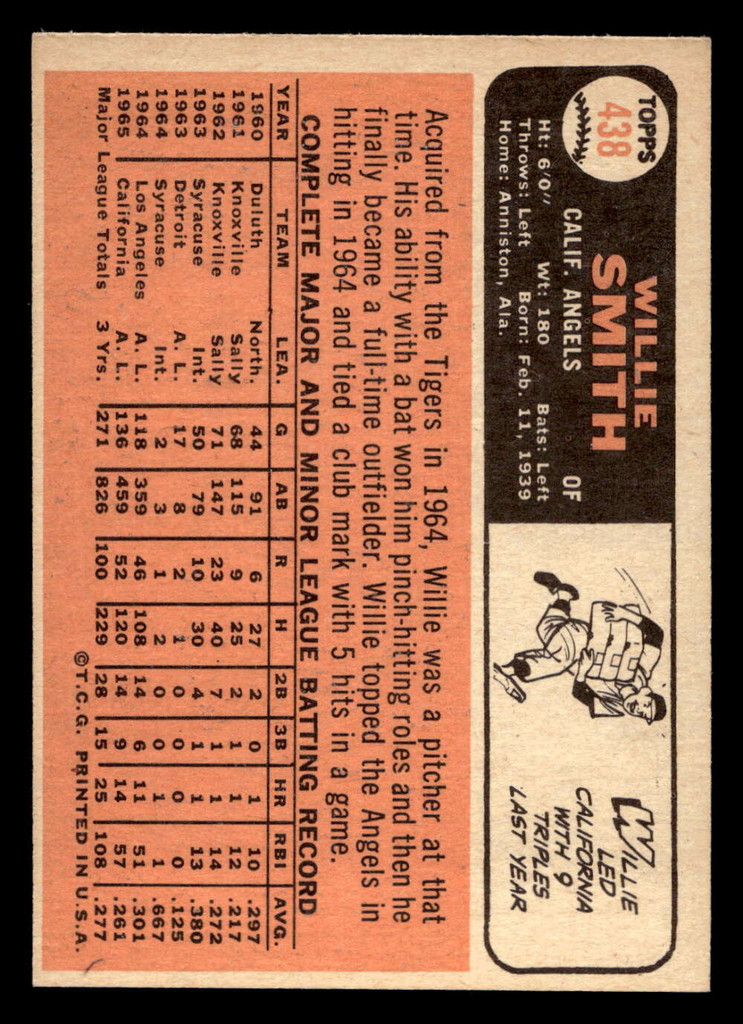 TOPPS
438
WILLIE
SMITH
CALIF. ANGELS OF
Ht: 6'0" Wt: 180 Bats: Left
Throws: Left Born: Feb. 11, 1939
Home: Anniston, Ala.
WILLIE
LED
CALIFORNIA
WITH 9
TRIPLES
LAST YEAR
Acquired from the Tigers in 1964, Willie was a pitcher at that
time. His ability with a bat won him pinch-hitting roles and then he
finally became a full-time outfielder. Willie topped the Angels in
hitting in 1964 and tied a club mark with 5 hits in a game.
COMPLETE MAJOR AND MINOR LEAGUE BATTING RECORD
YEAR TEAM LEA. G AB R H 2B 3B HR RBI AVG.
1960 Duluth North. 44 91 6 27 2 0 1 10 .297
1961 Knoxville Sally 68 115 9 25 2 1 1 12 .217
1962 Knoxville Sally 71 147 23 40 7 1 1 14 .272
1963 Syracuse Int. 50 79 10 30 4 1 1 13 .380
1963 Detroit A. L. 17 8 2 1 0 0 0 0 .125
1964 Syracuse Int. 2 3 1 2 0 0 1 1 .667
1964 Los Angeles A. L. 118 359 46 108 14 6 11 51 .301
1965 California A. L. 136 459 52 120 14 9 14 57 .261
Major League Totals 3 Yrs. 271 826 100 229 28 15 25 108 .277
©T.C.G. PRINTED IN U.S.A.